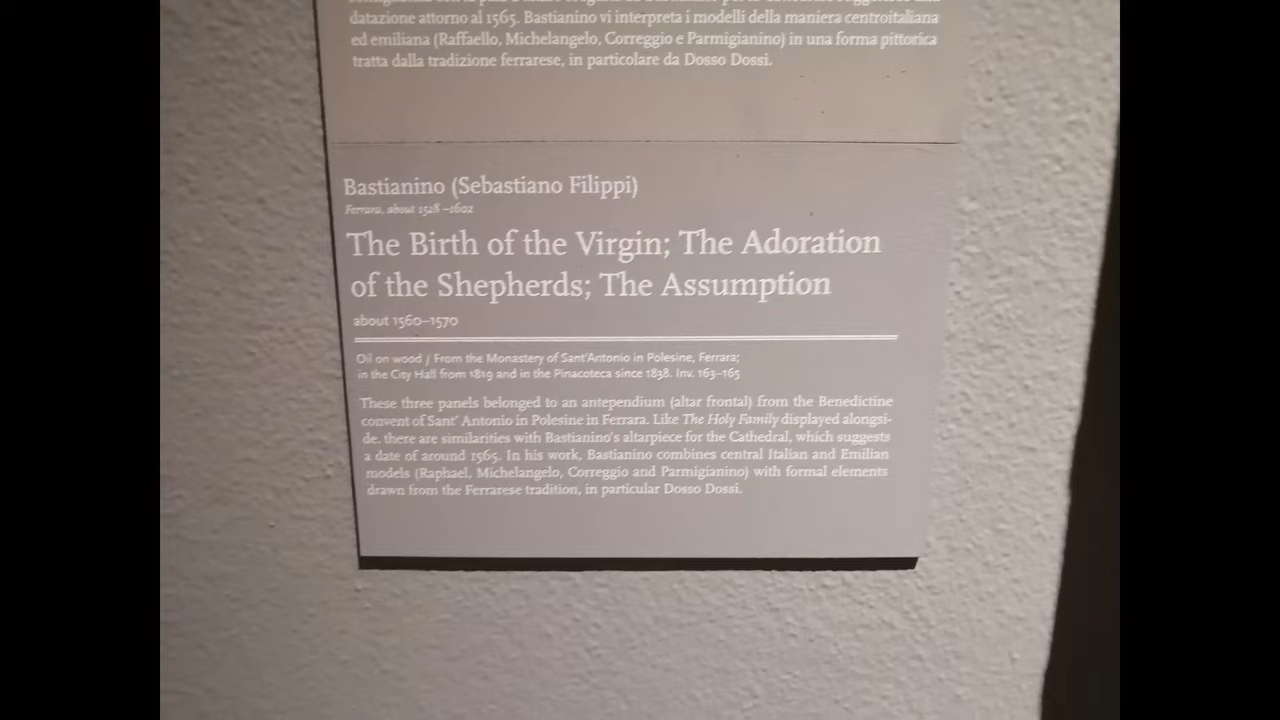 datazione attorno al 1565. Bastianino vi interpreta i modelli della maniera centroitaliana
ed emiliana (Raffaello, Michelangelo, Correggio e Parmigianino) in una forma pittorica
tratta dalla tradizione ferrarese, in particolare da Dosso Dossi.
Bastianino (Sebastiano Filippi)
Ferrara, about 1528 –1602
The Birth of the Virgin; The Adoration
of the Shepherds; The Assumption
about 1560–1570
Oil on wood / From the Monastery of Sant'Antonio in Polesine, Ferrara;
in the City Hall from 1819 and in the Pinacoteca since 1838. Inv. 163–165
These three panels belonged to an antependium (altar frontal) from the Benedictine
convent of Sant' Antonio in Polesine in Ferrara. Like The Holy Family displayed alongsi-
de, there are similarities with Bastianino's altarpiece for the Cathedral, which suggests
a date of around 1565. In his work, Bastianino combines central Italian and Emilian
models (Raphael, Michelangelo, Correggio and Parmigianino) with formal elements
drawn from the Ferrarese tradition, in particular Dosso Dossi.